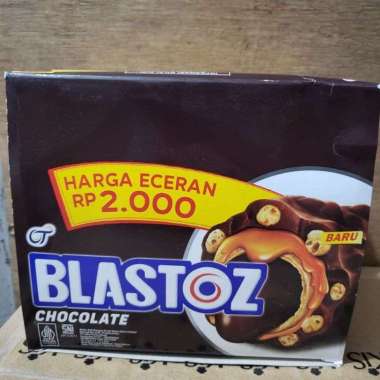 HARGA ECERAN
RP 2.000
BARU
BLASTOZ
CHOCOLATE